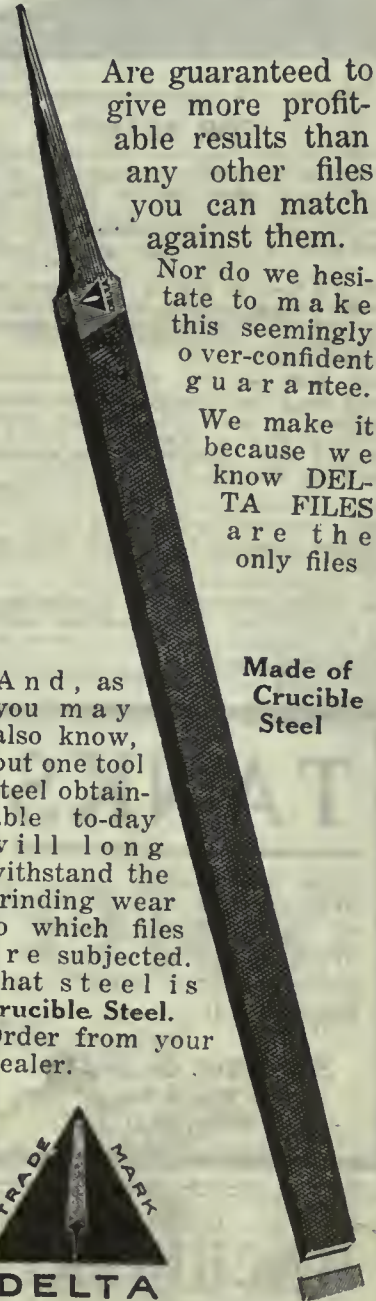 Are guaranteed to
give more profit-
able results than
any other files
you can match
against them.
Nor do we hesi-
tate to make
this seemingly
over-confident
guarantee.
We make it
because we
know DEL-
TA FILES
are the
only files
Made of
Crucible
Steel
And, as
you may
also know,
but one tool
teel obtain-
able to-day
will long
withstand the
rinding wear
o which files
re subjected.
hat steel is
rucible Steel.
rder from your
ealer.
TRADE MARK
DELTA